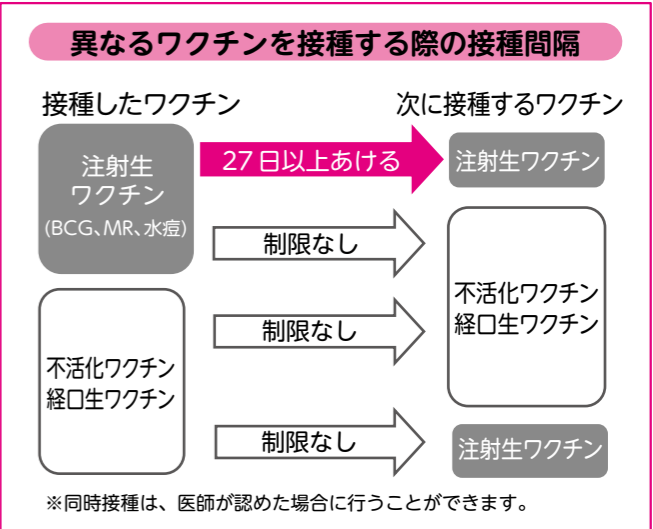 異なるワクチンを接種する際の接種間隔
接種したワクチン
次に接種するワクチン
注射生
ワクチン
(BCG、MR、水痘)
27日以上あける
注射生ワクチン
制限なし
不活化ワクチン
経口生ワクチン
制限なし
不活化ワクチン
経口生ワクチン
制限なし
注射生ワクチン
※同時接種は、医師が認めた場合に行うことができます。